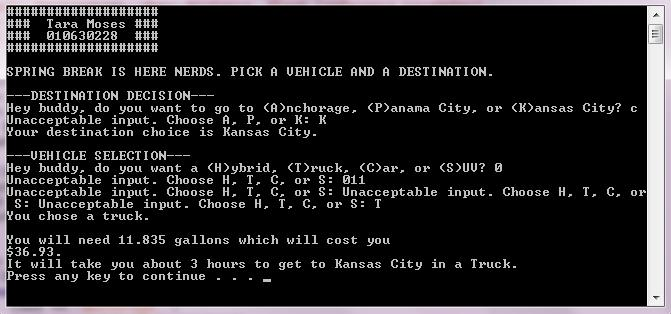 ###################
###  Tara Moses ###
###  010630228  ###
###################
SPRING BREAK IS HERE NERDS. PICK A VEHICLE AND A DESTINATION.
---DESTINATION DECISION---
Hey buddy, do you want to go to (A)nchorage, (P)anama City, or (K)ansas City? c
Unacceptable input. Choose A, P, or K: K
Your destination choice is Kansas City.
---VEHICLE SELECTION---
Hey buddy, do you want a (H)ybrid, (T)ruck, (C)ar, or (S)UV? 0
Unacceptable input. Choose H, T, C, or S: 011
Unacceptable input. Choose H, T, C, or S: Unacceptable input. Choose H, T, C, or
 S: Unacceptable input. Choose H, T, C, or S: T
You chose a truck.
You will need 11.835 gallons which will cost you
$36.93.
It will take you about 3 hours to get to Kansas City in a Truck.
Press any key to continue . . . _